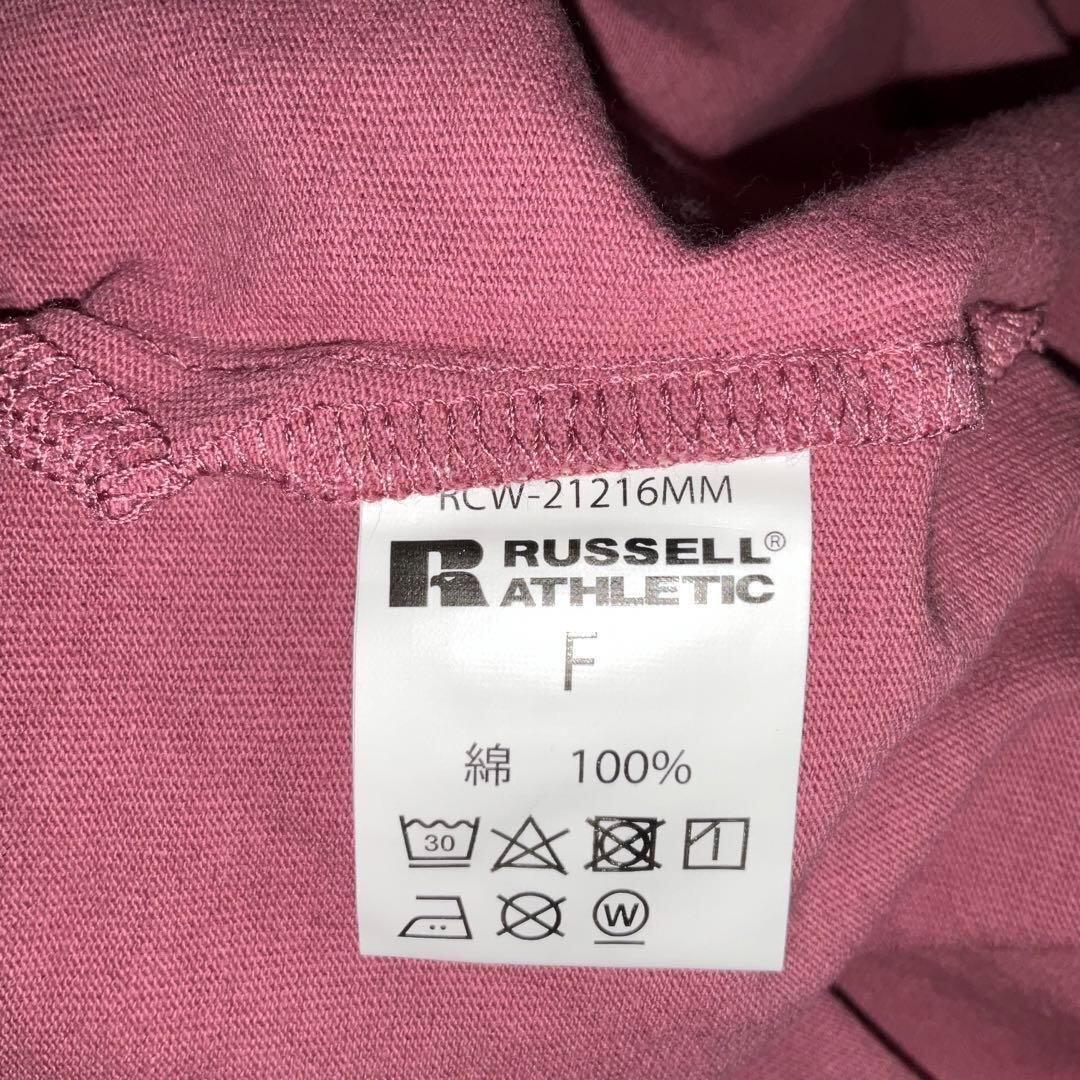 RCW-21216MM
RUSSELL®
ATHLETIC
F
綿 100%
30
W